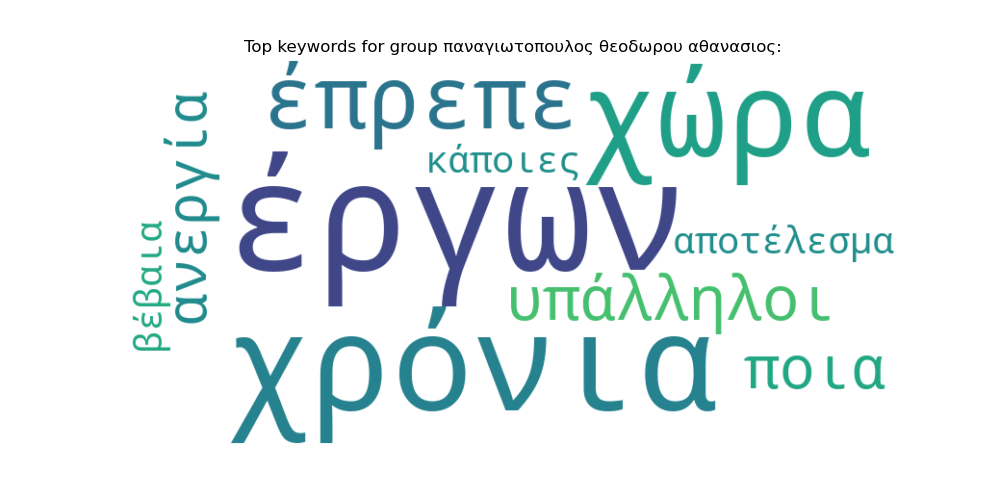 Top keywords for group παναγιωτοπουλος θεοδωρου αθανασιος:
έπρεπε
χώρα
κάποιες
ανεργία
έργων
βέβαια
αποτέλεσμα
υπάλληλοι
χρόνια
ποια